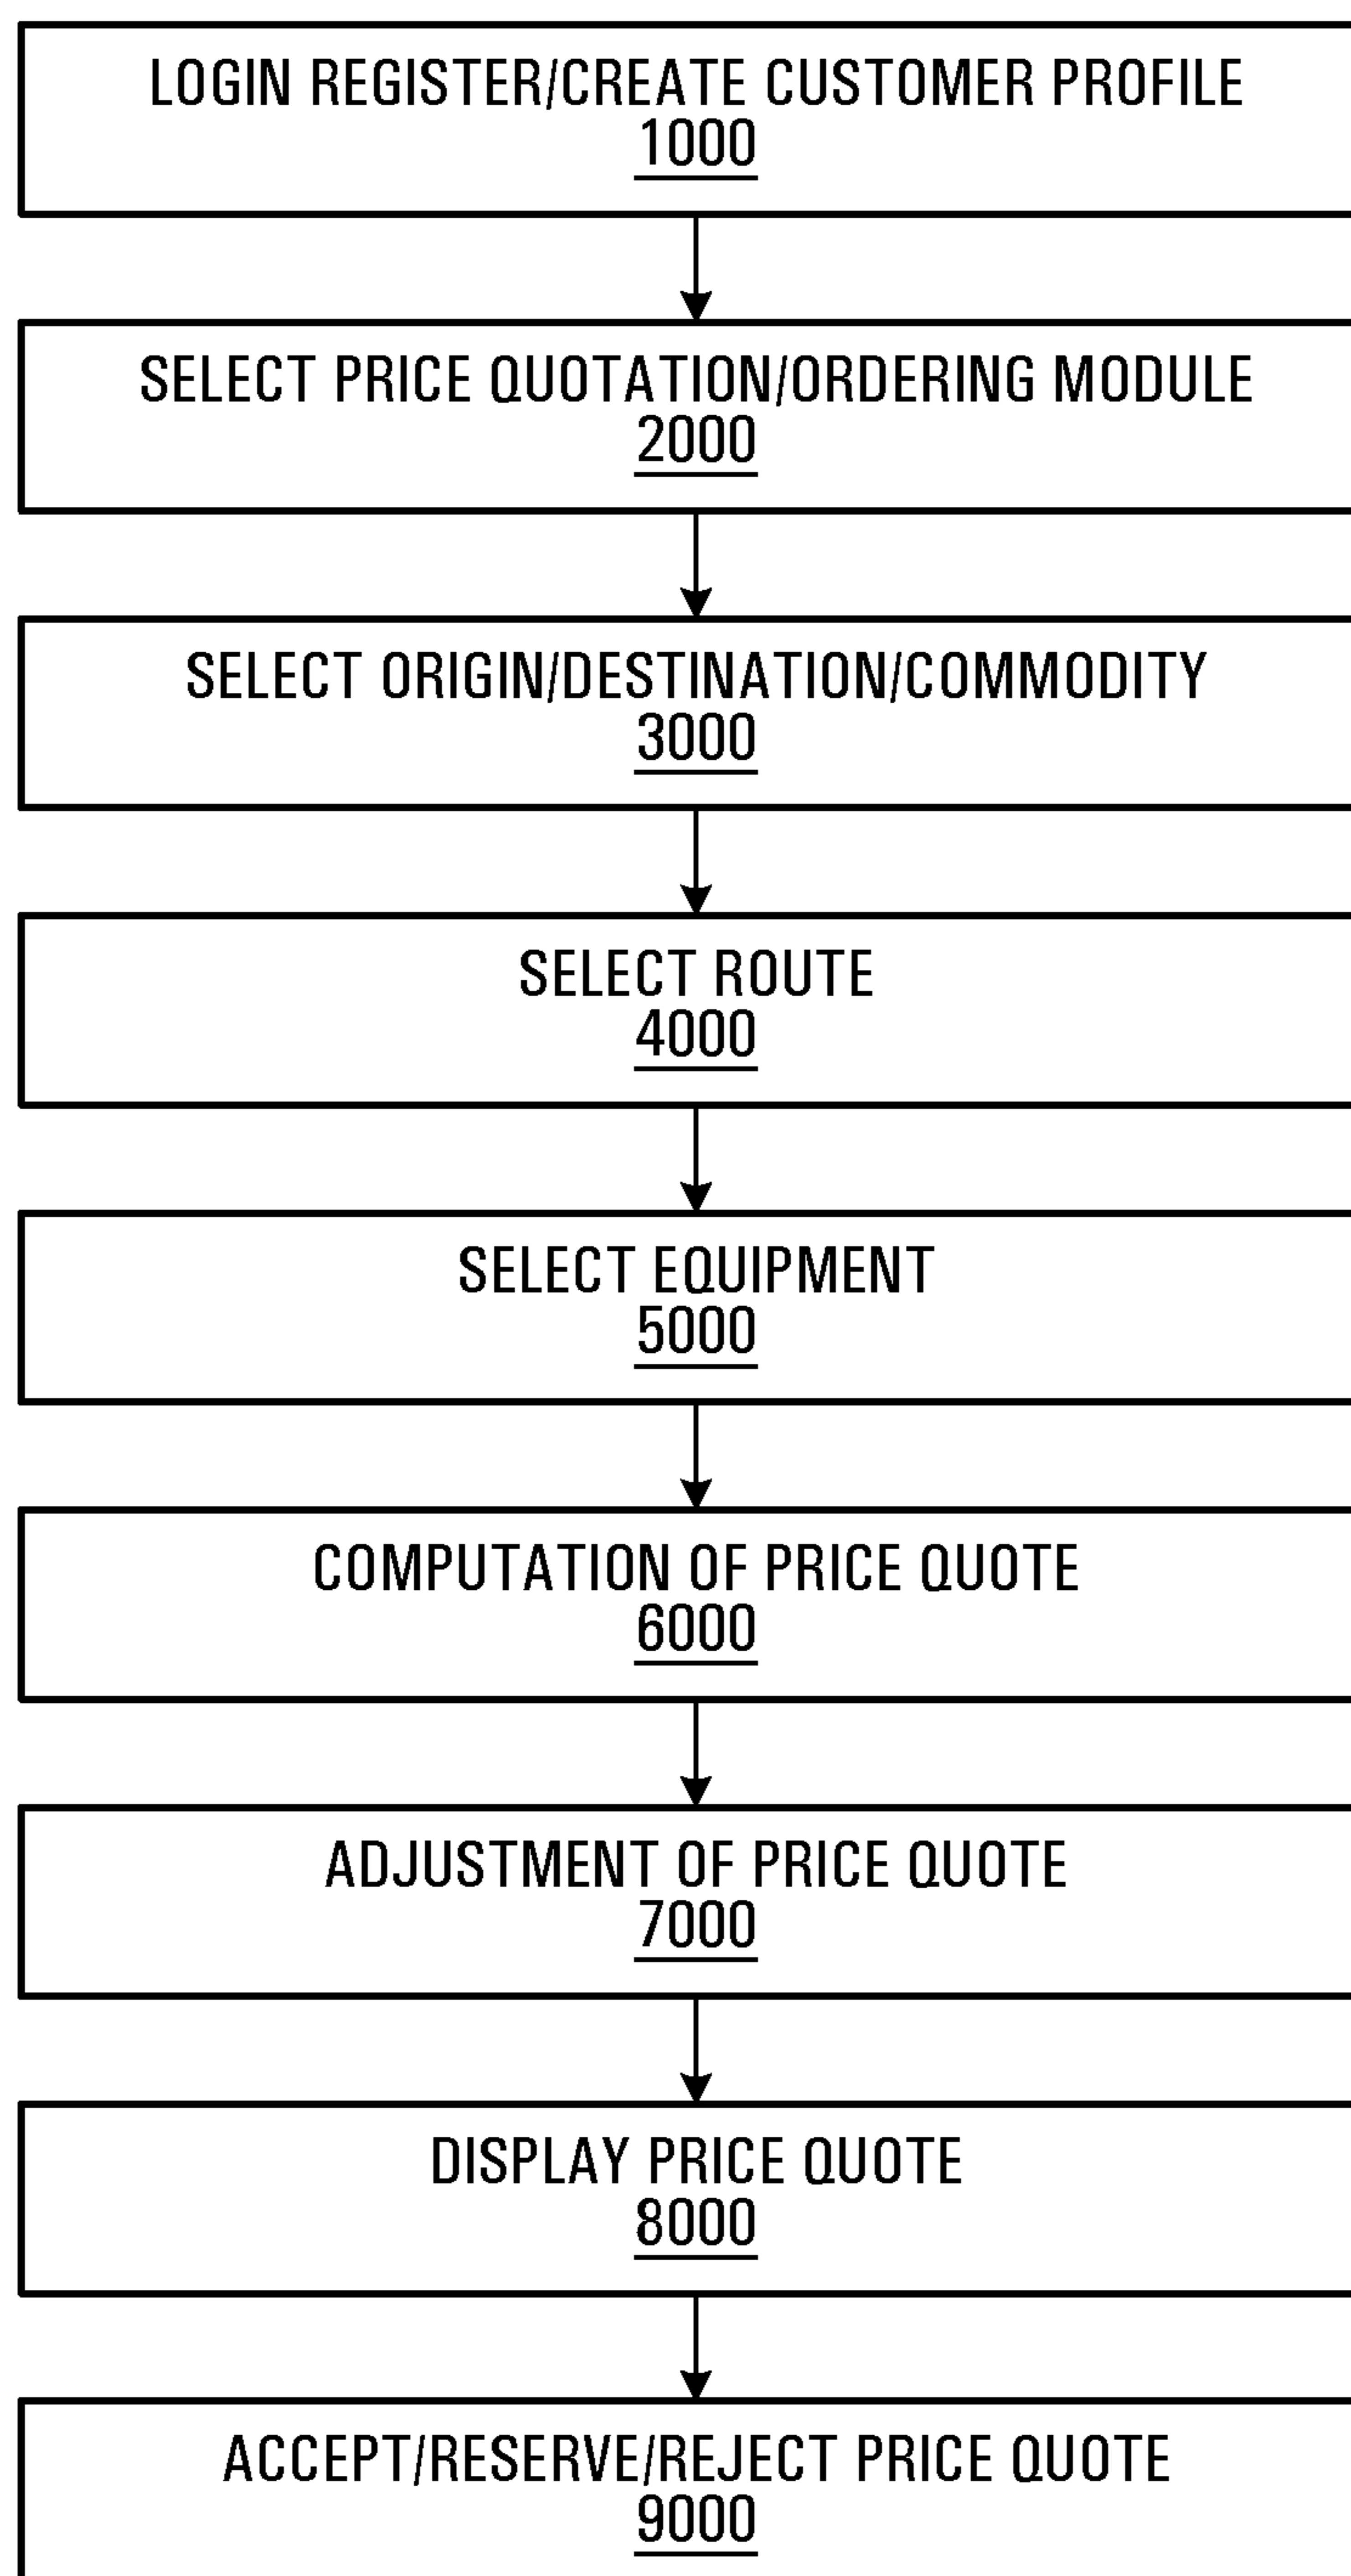 LOGIN REGISTER/CREATE CUSTOMER PROFILE
1000
SELECT PRICE QUOTATION/ORDERING MODULE
2000
SELECT ORIGIN/DESTINATION/COMMODITY
3000
SELECT ROUTE
4000
SELECT EQUIPMENT
5000
COMPUTATION OF PRICE QUOTE
6000
ADJUSTMENT OF PRICE QUOTE
7000
DISPLAY PRICE QUOTE
8000
ACCEPT/RESERVE/REJECT PRICE QUOTE
9000